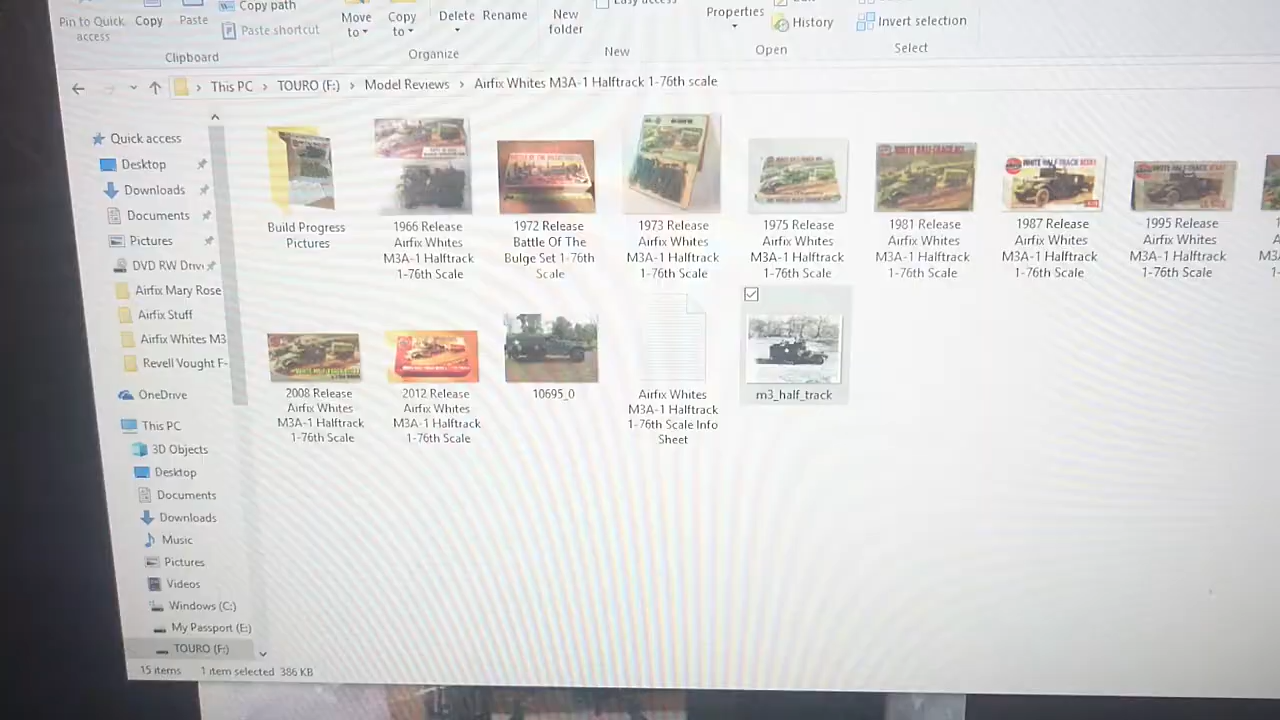 Pin to Quick
access
Copy
Paste
Copy path
Paste shortcut
Clipboard
Move
to
Copy
to
Delete
Rename
Organize
New
folder
Easy access
New
Properties
History
Open
Invert selection
Select
This PC > TOURO (F:) > Model Reviews > Airfix Whites M3A-1 Halftrack 1-76th scale
Quick access
Desktop
Downloads
Documents
Pictures
DVD RW Driv
Airfix Mary Rose
Airfix Stuff
Airfix Whites M3
Revell Vought F-
OneDrive
This PC
3D Objects
Desktop
Documents
Downloads
Music
Pictures
Videos
Windows (C:)
My Passport (E:)
TOURO (F:)
Build Progress
Pictures
1966 Release
Airfix Whites
M3A-1 Halftrack
1-76th Scale
1972 Release
Battle Of The
Bulge Set 1-76th
Scale
1973 Release
Airfix Whites
M3A-1 Halftrack
1-76th Scale
1975 Release
Airfix Whites
M3A-1 Halftrack
1-76th Scale
1981 Release
Airfix Whites
M3A-1 Halftrack
1-76th Scale
1987 Release
Airfix Whites
M3A-1 Halftrack
1-76th Scale
1995 Release
Airfix Whites
M3A-1 Halftrack
1-76th Scale
2008 Release
Airfix Whites
M3A-1 Halftrack
1-76th Scale
2012 Release
Airfix Whites
M3A-1 Halftrack
1-76th Scale
10695_0
Airfix Whites
M3A-1 Halftrack
1-76th Scale Info
Sheet
m3_half_track
15 items
1 item selected 386 KB